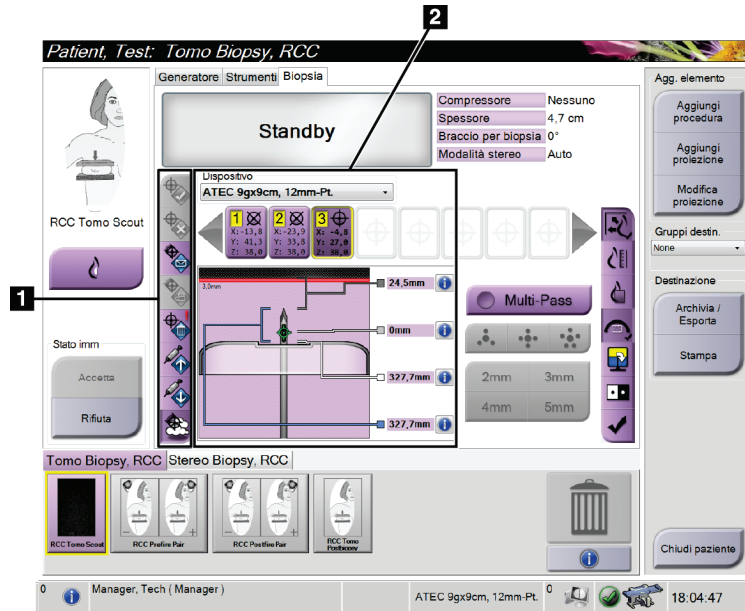 2
Patient, Test: Tomo Biopsy, RCC
Generatore Strumenti Biopsia
Agg. elemento
Standby
Compressore Nessuno
Spessore 4,7 cm
Braccio per biopsia 0°
Modalità stereo Auto
Aggiungi procedura
Aggiungi proiezione
Modifica proiezione
Dispositivo
ATEC 9gx9cm, 12mm-Pt.
1 2 3
X:-13,8 X:-23,9 X: -4,8
Y: 41,3 Y: 33,8 Y: 27,0
Z: 38,0 Z: 38,0 Z: 38,0
RCC Tomo Scout
Gruppi destin.
None
3,0mm
24,5mm
Multi-Pass
Destinazione
Archivia / Esporta
1
0mm
Stato imm
Accetta
Stampa
327,7mm
2mm 3mm
4mm 5mm
Rifiuta
327,7mm
Tomo Biopsy, RCC Stereo Biopsy, RCC
RCC Tomo Scout
RCC Prefire Pair
RCC Postfire Pair
RCC Tomo Postbiopsy
Chiudi paziente
0 Manager, Tech ( Manager ) ATEC 9gx9cm, 12mm-Pt. 0 18:04:47